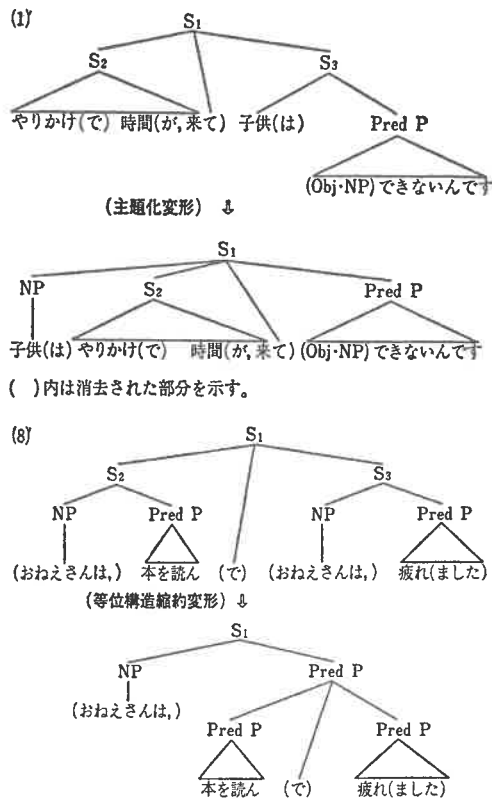 (1)′
S1
S2 S3
やりかけ(で) 時間(が,来て) 子供(は) Pred P
(Obj·NP)できないんです
(主題化変形) ⇩
S1
NP S2 Pred P
子供(は) やりかけ(で) 時間(が,来て) (Obj·NP)できないんです
( )内は消去された部分を示す。
(8)′
S1
S2 S3
NP Pred P NP Pred P
(おねえさんは,) 本を読ん (で) (おねえさんは,) 疲れ(ました)
(等位構造縮約変形) ⇩
S1
NP Pred P
(おねえさんは,)
Pred P Pred P
本を読ん (で) 疲れ(ました)